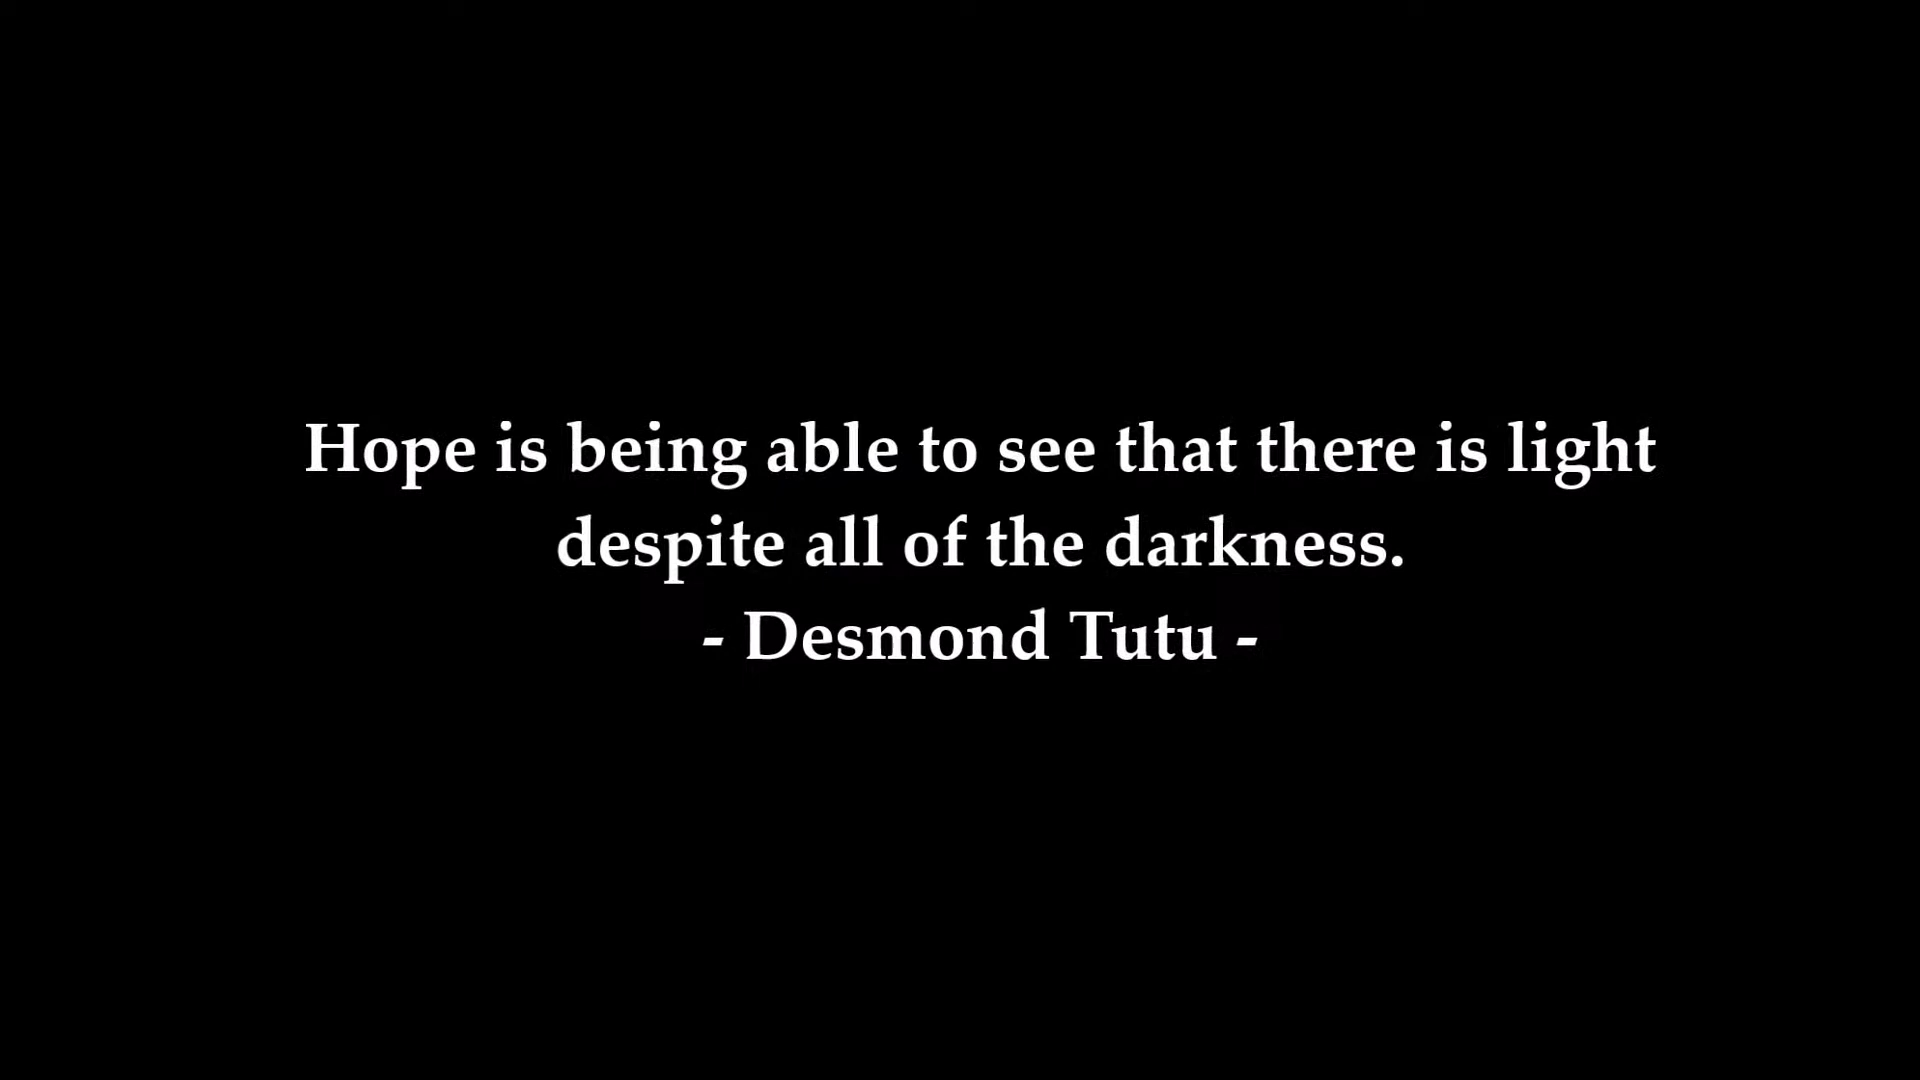 Hope is being able to see that there is light
despite all of the darkness.
- Desmond Tutu -